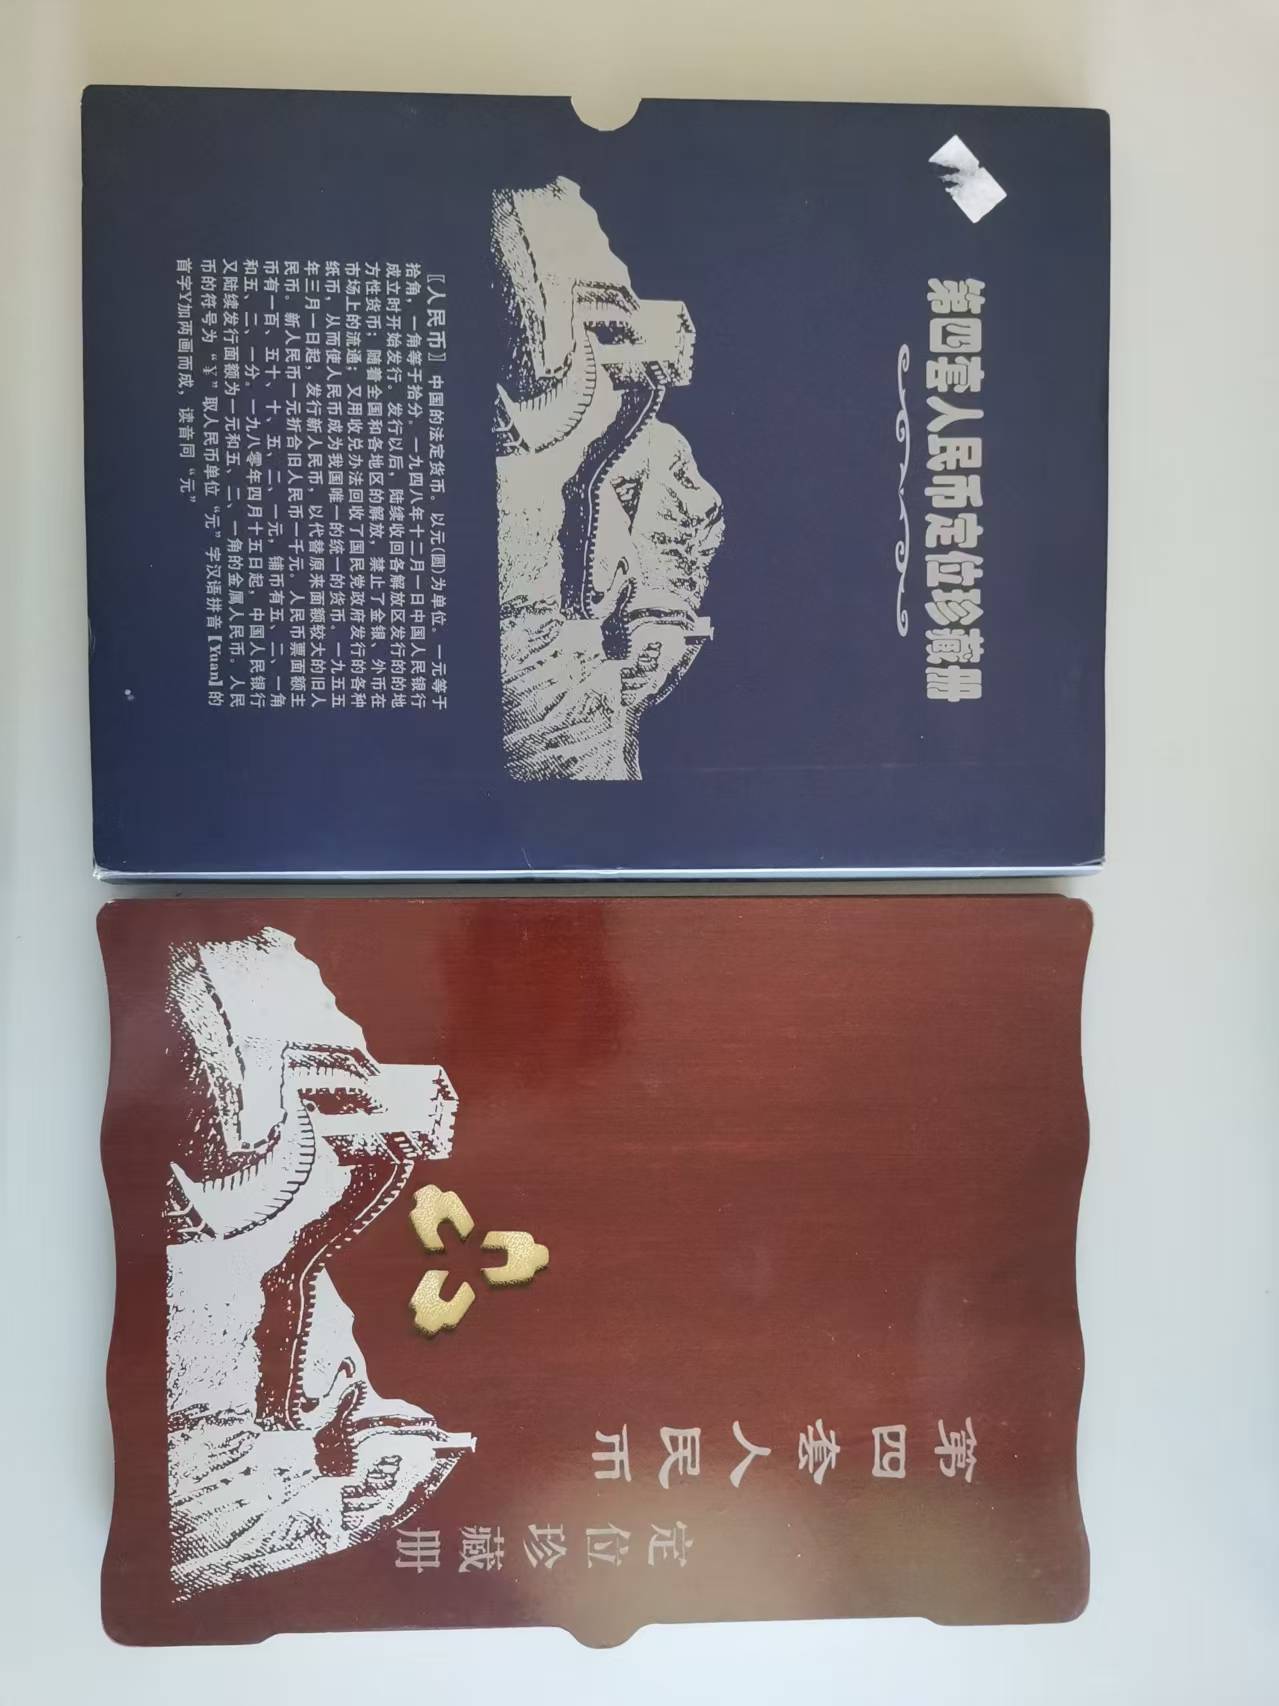 第四套人民币定位珍藏册
〖人民币〗 中国的法定货币。以元(圆)为单位。一元等于
拾角，一角等于拾分。一九四八年十二月一日中国人民银行
成立时开始发行。发行以后，陆续收回各解放区发行的的地
方性货币；随着全国和各地区的解放，禁止了金银、外币在
市场上的流通；又用收兑办法回收了国民党政府发行的各种
纸币，从而使人民币成为我国唯一的统一的货币。一九五五
年三月一日起，发行新人民币，以代替原来面额较大的旧人
民币。新人民币一元折合旧人民币一千元。人民币票面额主
币有一百、五十、十、五、二、一元，铺币有五、二、一角
和五、二、一分。一九八零年四月十五日起，中国人民银行
又陆续发行面额为一元和五、二、一角的金属人民币。人民
币的符号为“￥”取人民币单位“元”字汉语拼音【Yuan】的
首字Y加两画而成，读音同“元”
第四套人民币
定位珍藏册